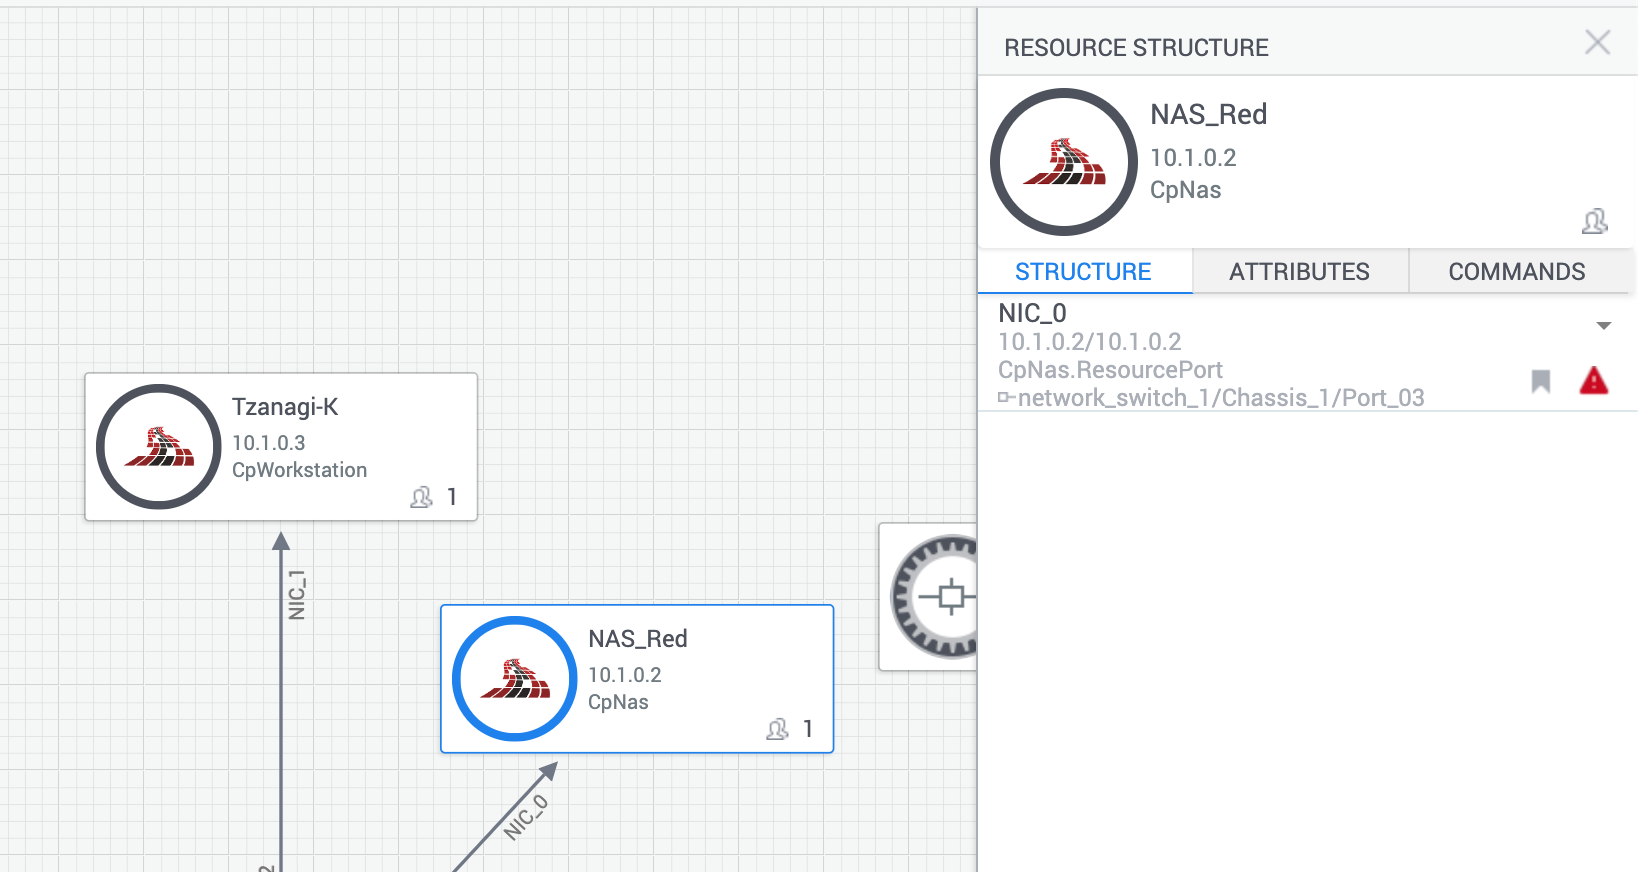 RESOURCE STRUCTURE
NAS_Red
10.1.0.2
CpNas
STRUCTURE
ATTRIBUTES
COMMANDS
NIC_0
10.1.0.2/10.1.0.2
CpNas.ResourcePort
network_switch_1/Chassis_1/Port_03
Tzanagi-K
10.1.0.3
CpWorkstation
1
NIC_1
NAS_Red
10.1.0.2
CpNas
1
NIC_0